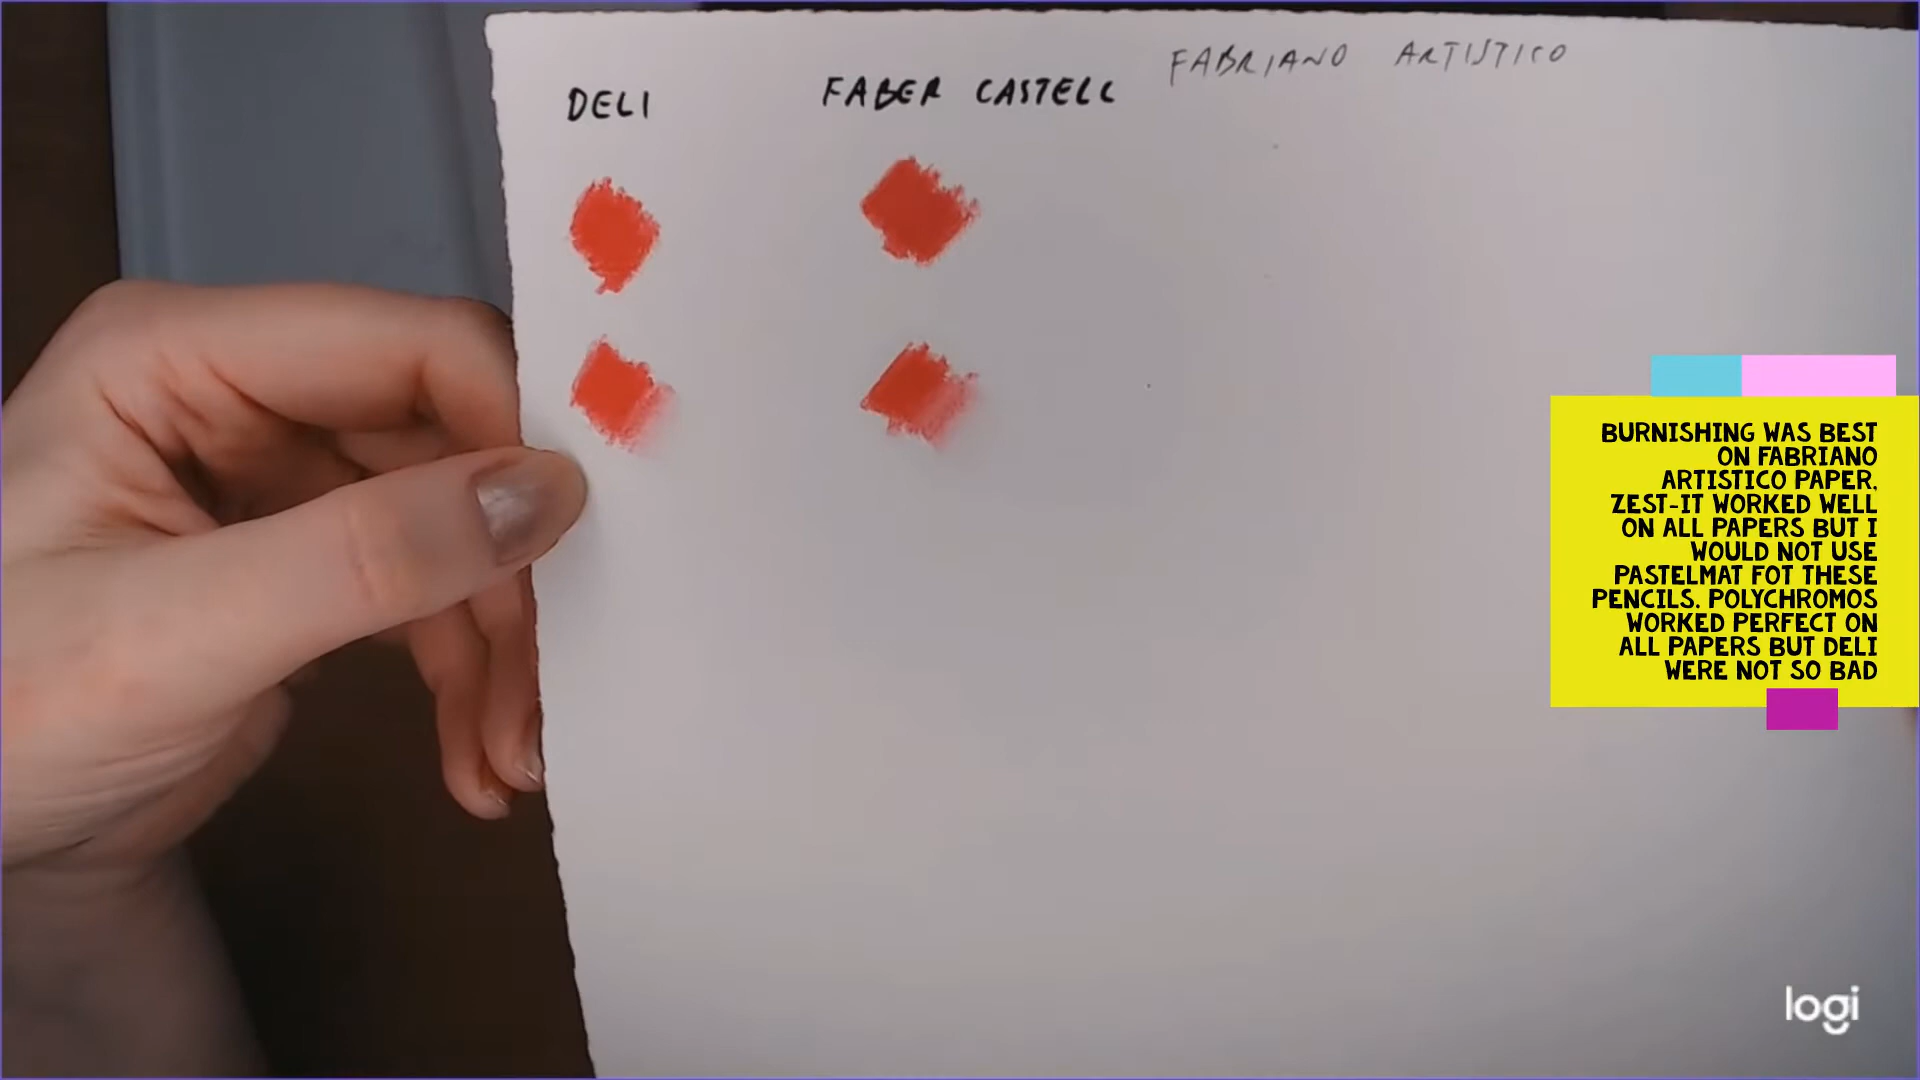 FABRIANO ARTISTICO
DELI FABER CASTELL
BURNISHING WAS BEST
ON FABRIANO
ARTISTICO PAPER.
ZEST-IT WORKED WELL
ON ALL PAPERS BUT I
WOULD NOT USE
PASTELMAT FOT THESE
PENCILS. POLYCHROMOS
WORKED PERFECT ON
ALL PAPERS BUT DELI
WERE NOT SO BAD
logi